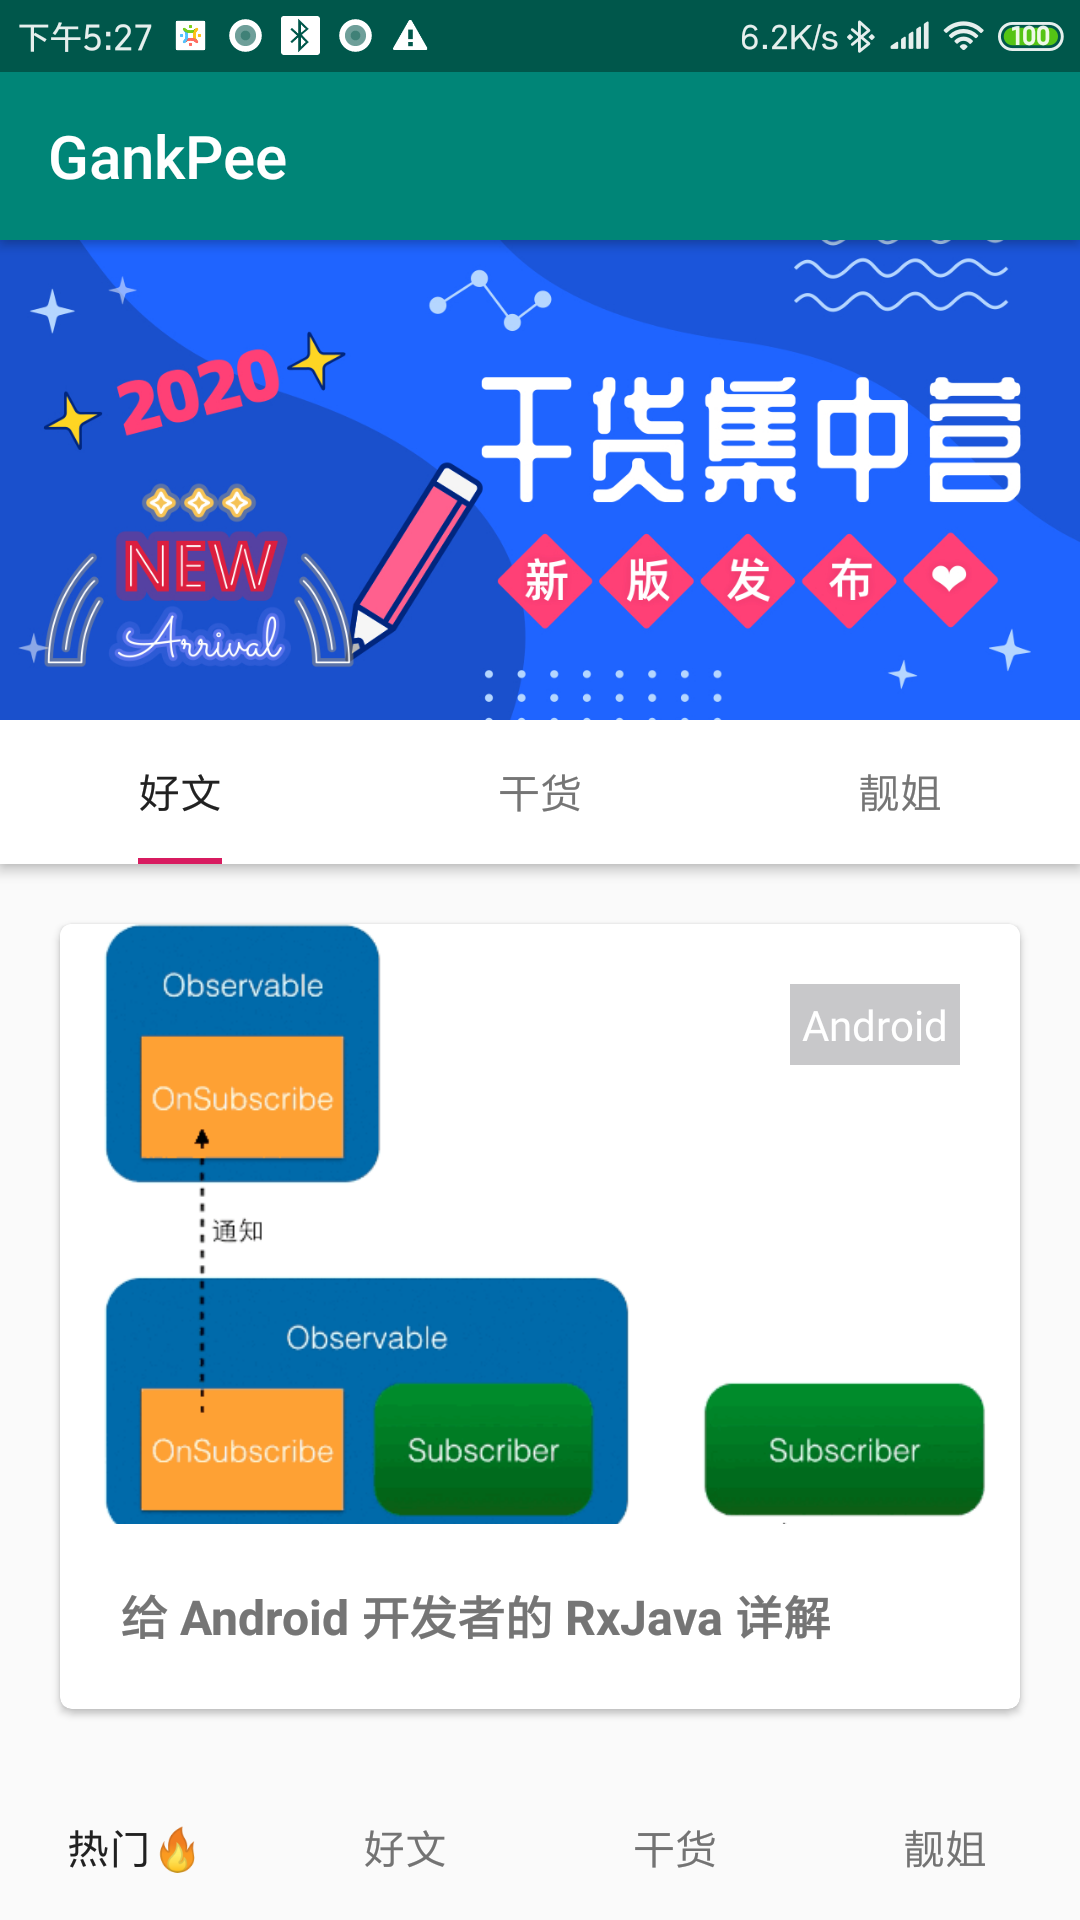 下午5:27
6.2K/s
100
GankPee
2020
干货集中营
NEW
Arrival
新版发布❤
好文
干货
靓姐
Observable
Android
OnSubscribe
通知
Observable
OnSubscribe
Subscriber
Subscriber
给 Android 开发者的 RxJava 详解
热门🔥
好文
干货
靓姐